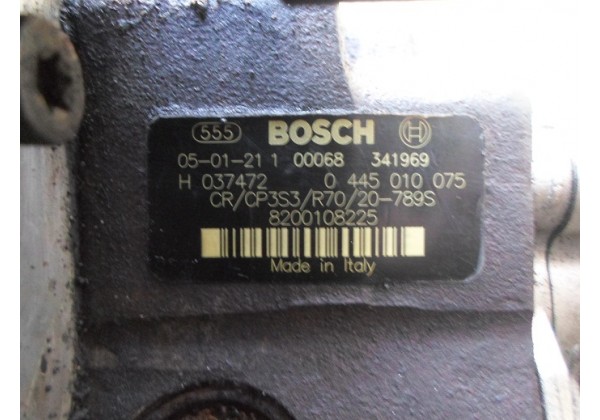 555 BOSCH
05-01-21 1 00068 341969
H 037472 0 445 010 075
CR/CP3S3/R70/20-789S
8200108225
Made in Italy